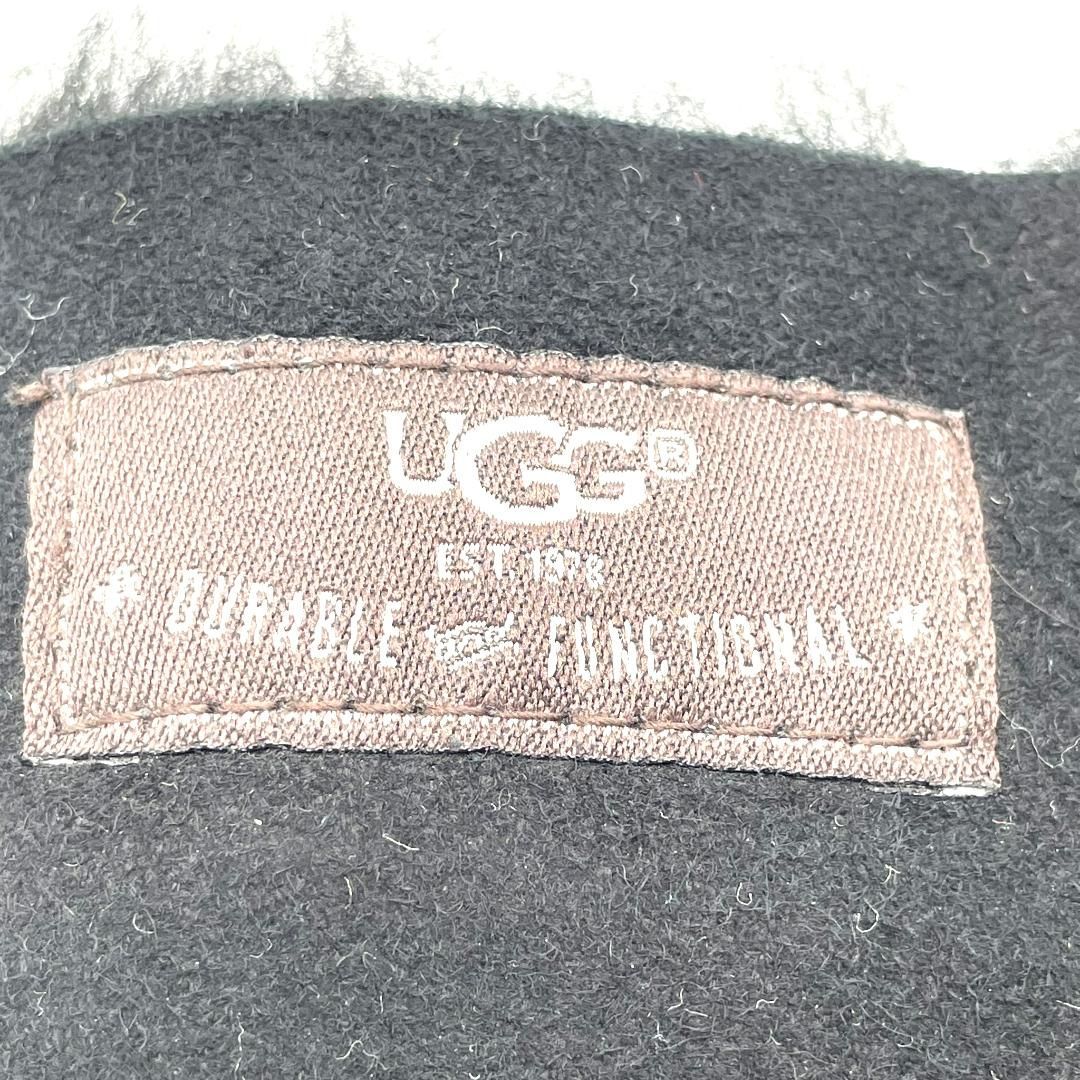 UGG®
EST. 1978
* DURABLE FUNCTIONAL *